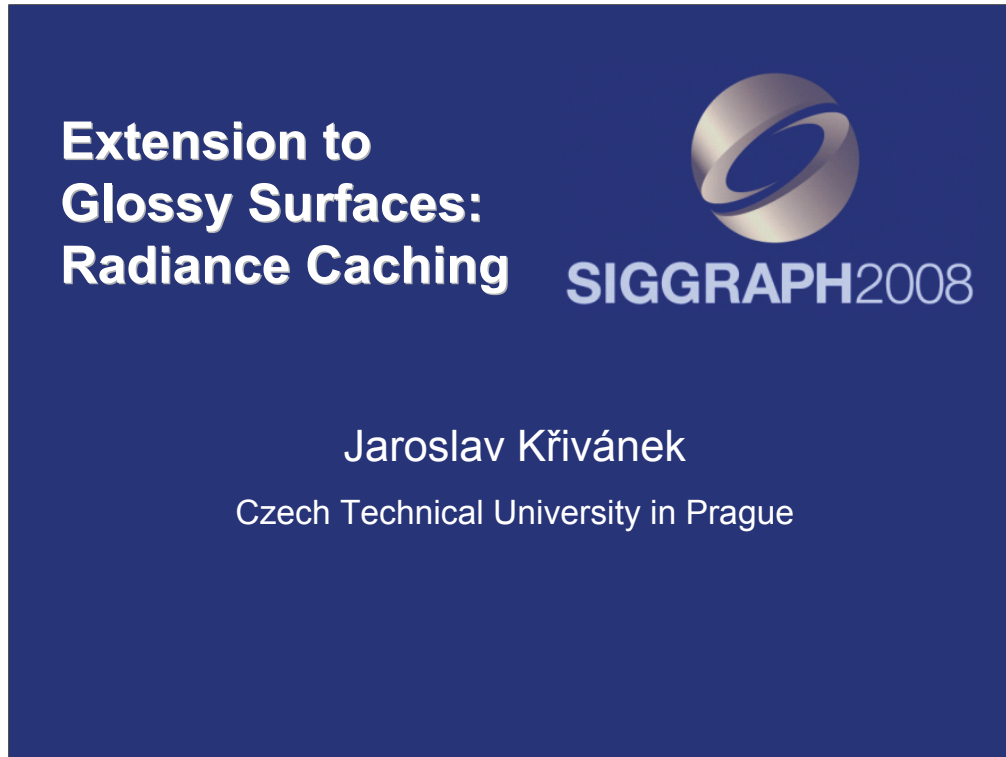 Extension to
Glossy Surfaces:
Radiance Caching
SIGGRAPH2008
Jaroslav Křivánek
Czech Technical University in Prague